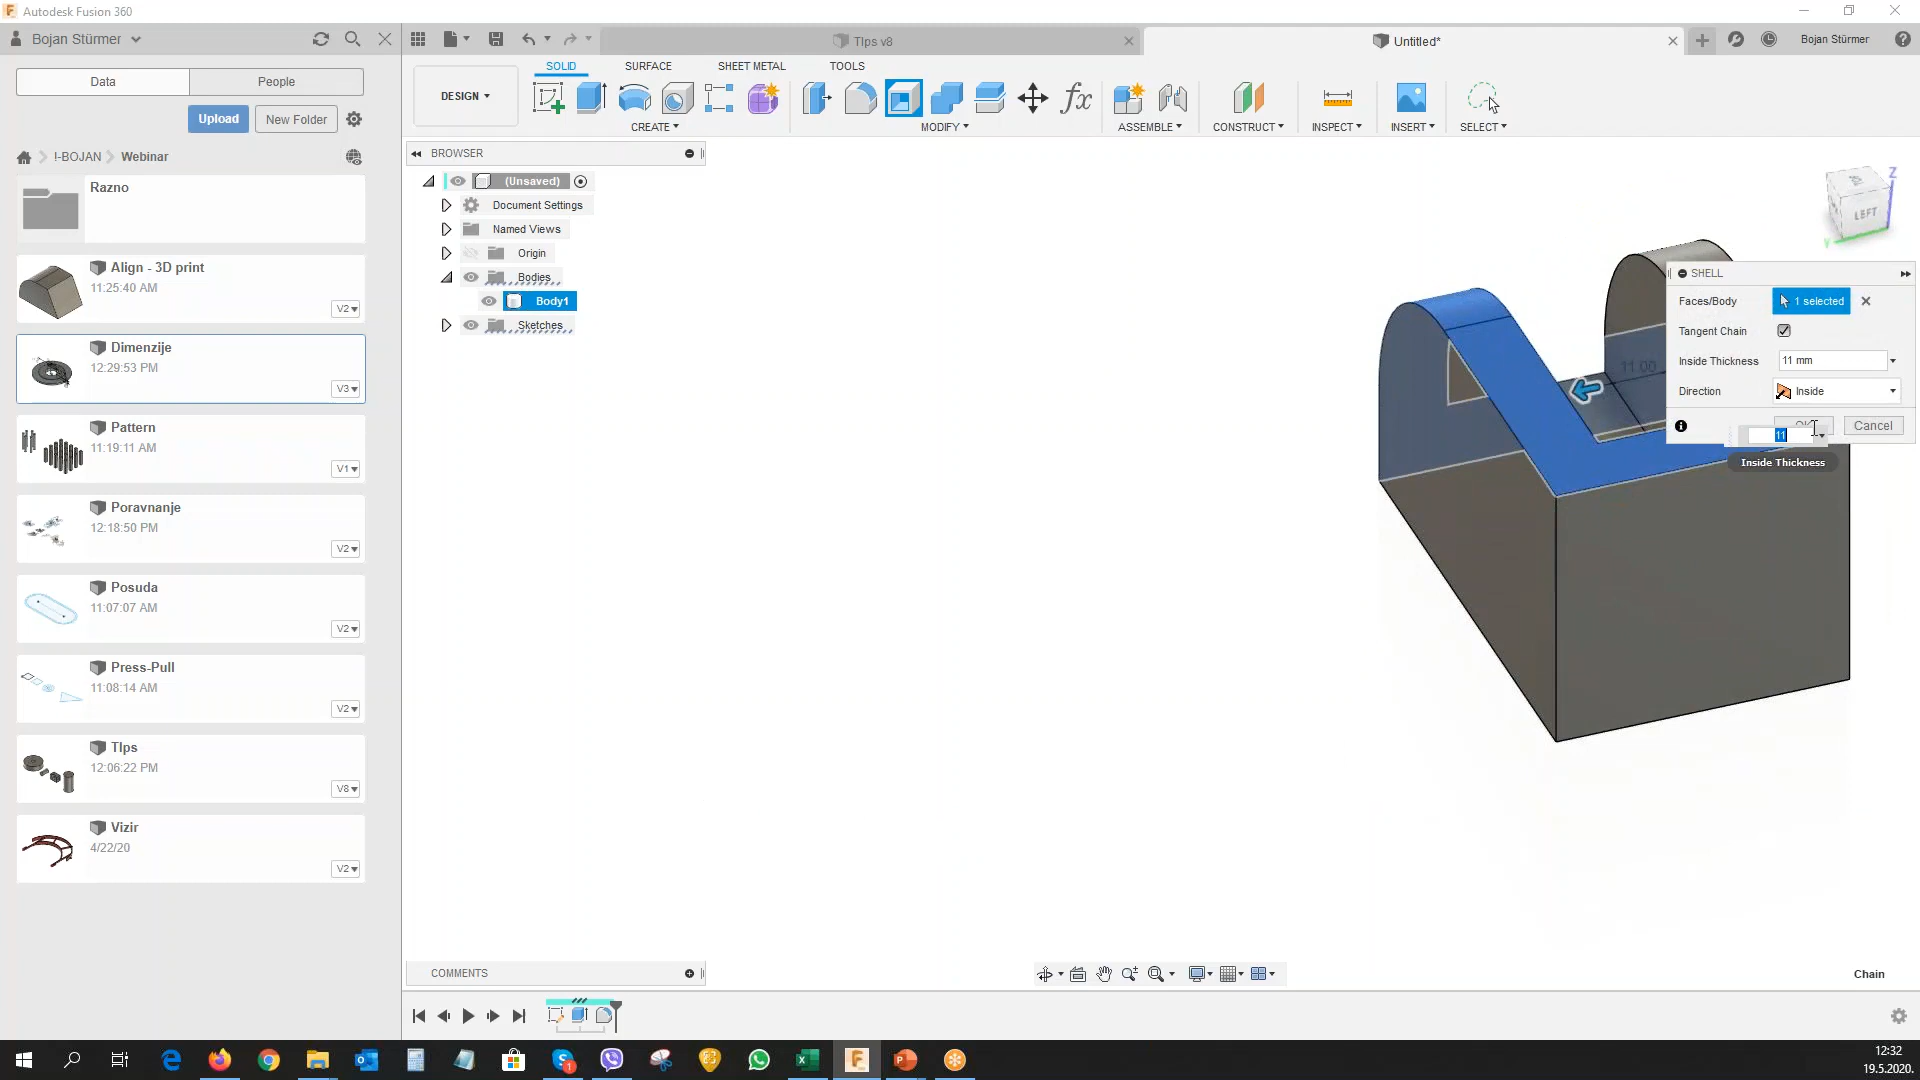 Autodesk Fusion 360
Bojan Stürmer
TIps v8
Untitled*
Bojan Stürmer
Data
People
Upload
New Folder
!-BOJAN
Webinar
Razno
Align - 3D print
11:25:40 AM
V2
Dimenzije
12:29:53 PM
V3
Pattern
11:19:11 AM
V1
Poravnanje
12:18:50 PM
V2
Posuda
11:07:07 AM
V2
Press-Pull
11:08:14 AM
V2
TIps
12:06:22 PM
V8
Vizir
4/22/20
V2
SOLID
SURFACE
SHEET METAL
TOOLS
DESIGN
CREATE
MODIFY
ASSEMBLE
CONSTRUCT
INSPECT
INSERT
SELECT
BROWSER
(Unsaved)
Document Settings
Named Views
Origin
Bodies
Body1
Sketches
LEFT
Z
Y
SHELL
Faces/Body
1 selected
Tangent Chain
Inside Thickness
11 mm
Direction
Inside
Cancel
11.00
11
Inside Thickness
COMMENTS
Chain
12:32
19.5.2020.